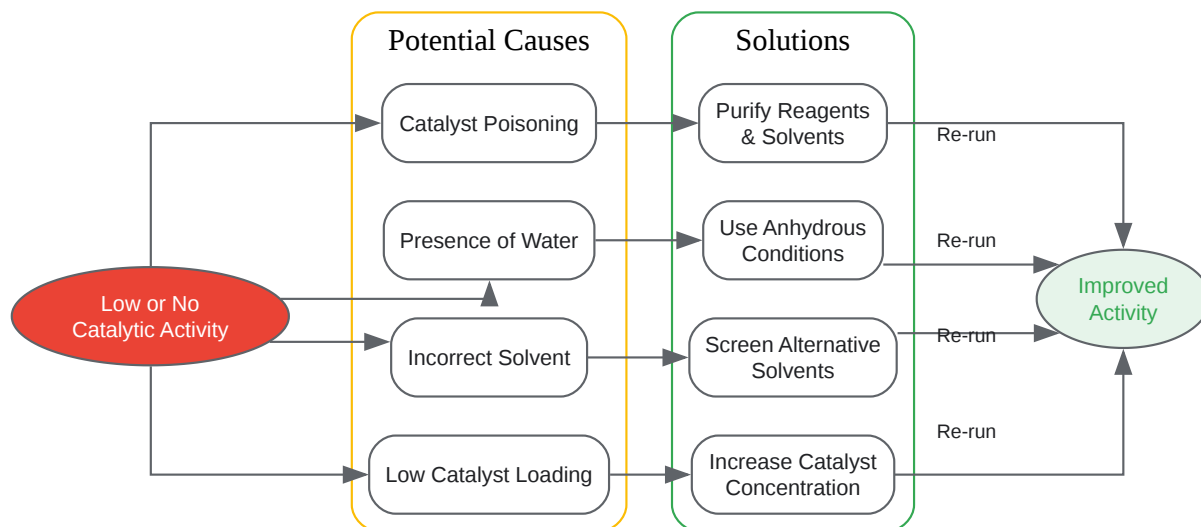 Potential Causes
Solutions
Catalyst Poisoning
Purify Reagents
& Solvents
Re-run
Presence of Water
Use Anhydrous
Conditions
Re-run
Low or No
Catalytic Activity
Improved
Activity
Incorrect Solvent
Screen Alternative
Solvents
Re-run
Low Catalyst Loading
Increase Catalyst
Concentration
Re-run